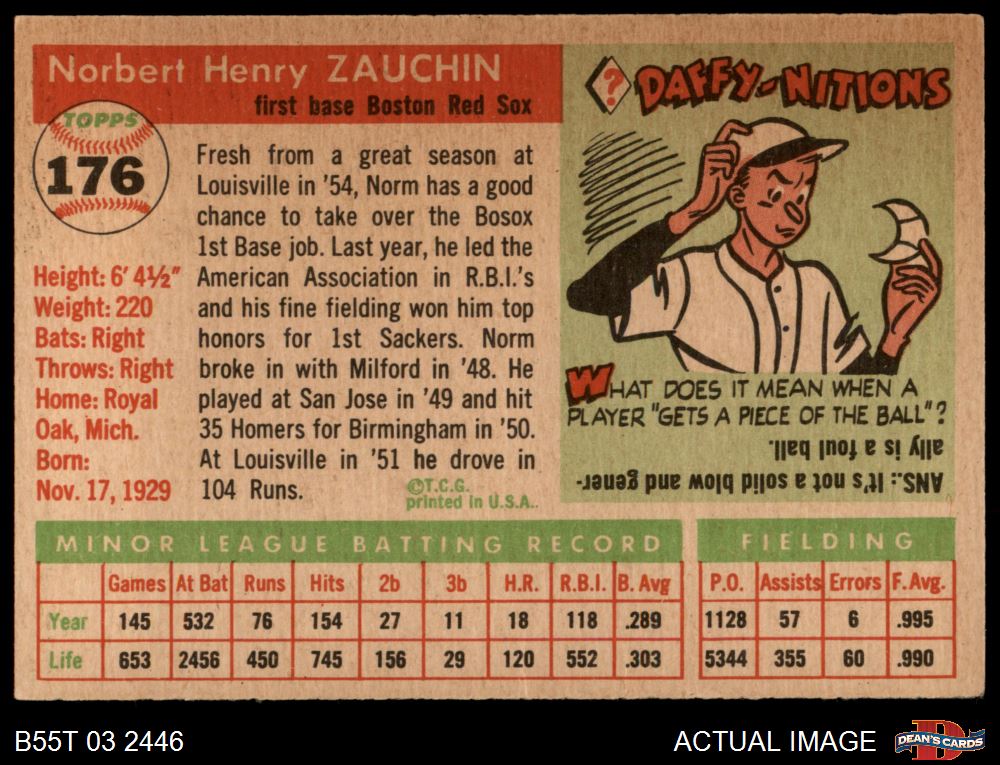 Norbert Henry ZAUCHIN
first base Boston Red Sox
TOPPS
176
Height: 6' 4½"
Weight: 220
Bats: Right
Throws: Right
Home: Royal
Oak, Mich.
Born:
Nov. 17, 1929
Fresh from a great season at
Louisville in '54, Norm has a good
chance to take over the Bosox
1st Base job. Last year, he led the
American Association in R.B.I.'s
and his fine fielding won him top
honors for 1st Sackers. Norm
broke in with Milford in '48. He
played at San Jose in '49 and hit
35 Homers for Birmingham in '50.
At Louisville in '51 he drove in
104 Runs.
©T.C.G.
printed in U.S.A..
? DAFFY-NITIONS
WHAT DOES IT MEAN WHEN A
PLAYER "GETS A PIECE OF THE BALL"?
ANS.: It's not a solid blow and gener-
ally is a foul ball.
MINOR LEAGUE BATTING RECORD
Games At Bat Runs Hits 2b 3b H.R. R.B.I. B. Avg
Year 145 532 76 154 27 11 18 118 .289
Life 653 2456 450 745 156 29 120 552 .303
FIELDING
P.O. Assists Errors F. Avg.
1128 57 6 .995
5344 355 60 .990
B55T 03 2446
ACTUAL IMAGE
DEAN'S CARDS